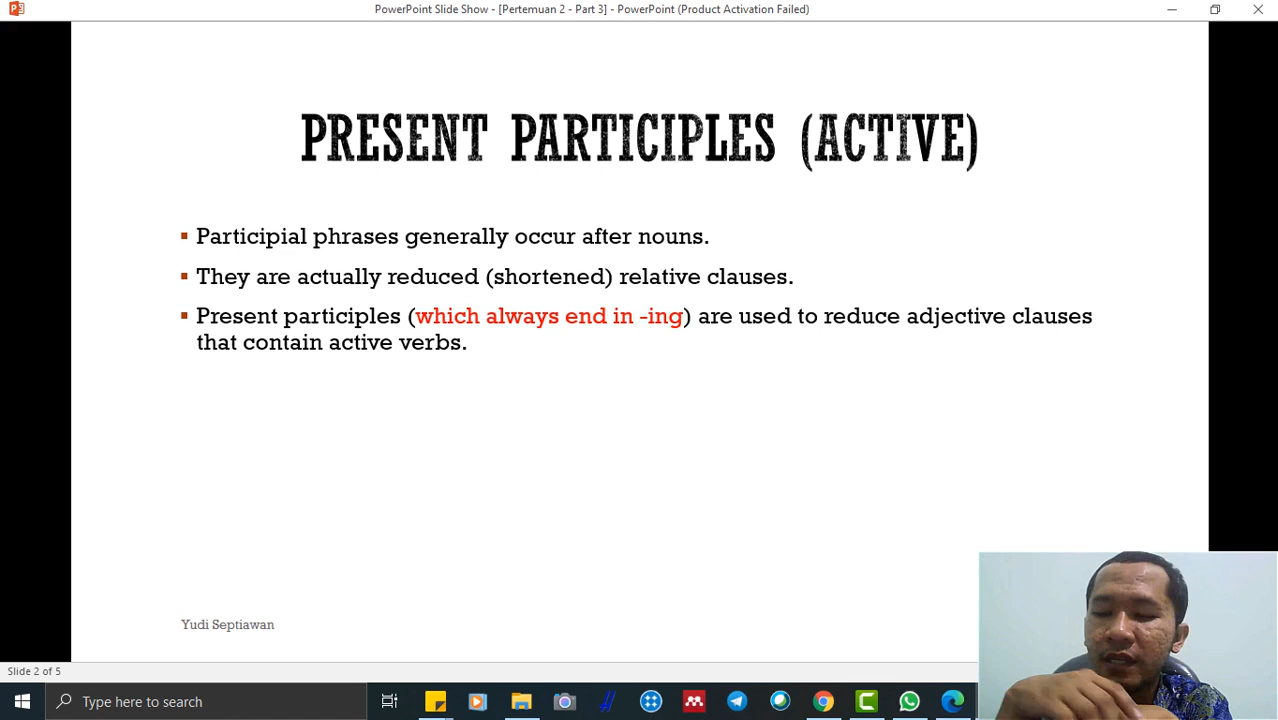 PowerPoint Slide Show - [Pertemuan 2 - Part 3] - PowerPoint (Product Activation Failed)
PRESENT PARTICIPLES (ACTIVE)
Participial phrases generally occur after nouns.
They are actually reduced (shortened) relative clauses.
Present participles (which always end in -ing) are used to reduce adjective clauses
that contain active verbs.
Yudi Septiawan
Slide 2 of 5
Type here to search